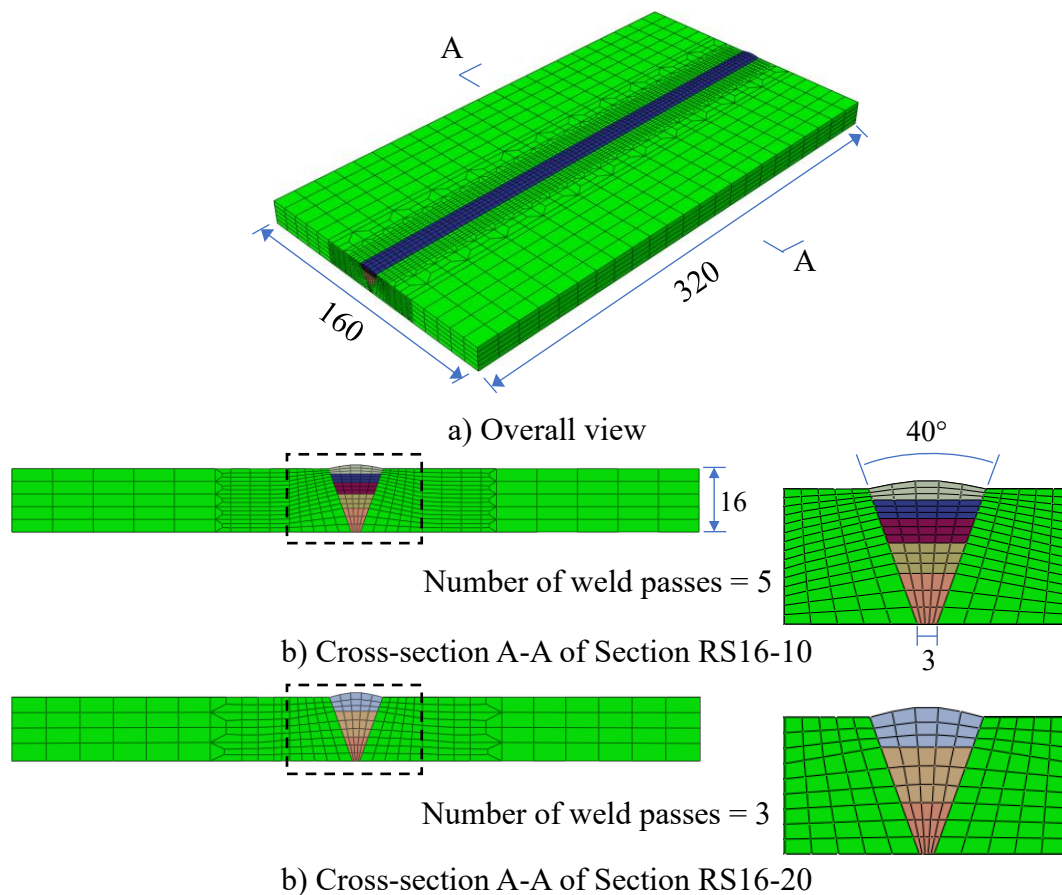 A
A
160
320
a) Overall view
40°
16
Number of weld passes = 5
b) Cross-section A-A of Section RS16-10
3
Number of weld passes = 3
b) Cross-section A-A of Section RS16-20